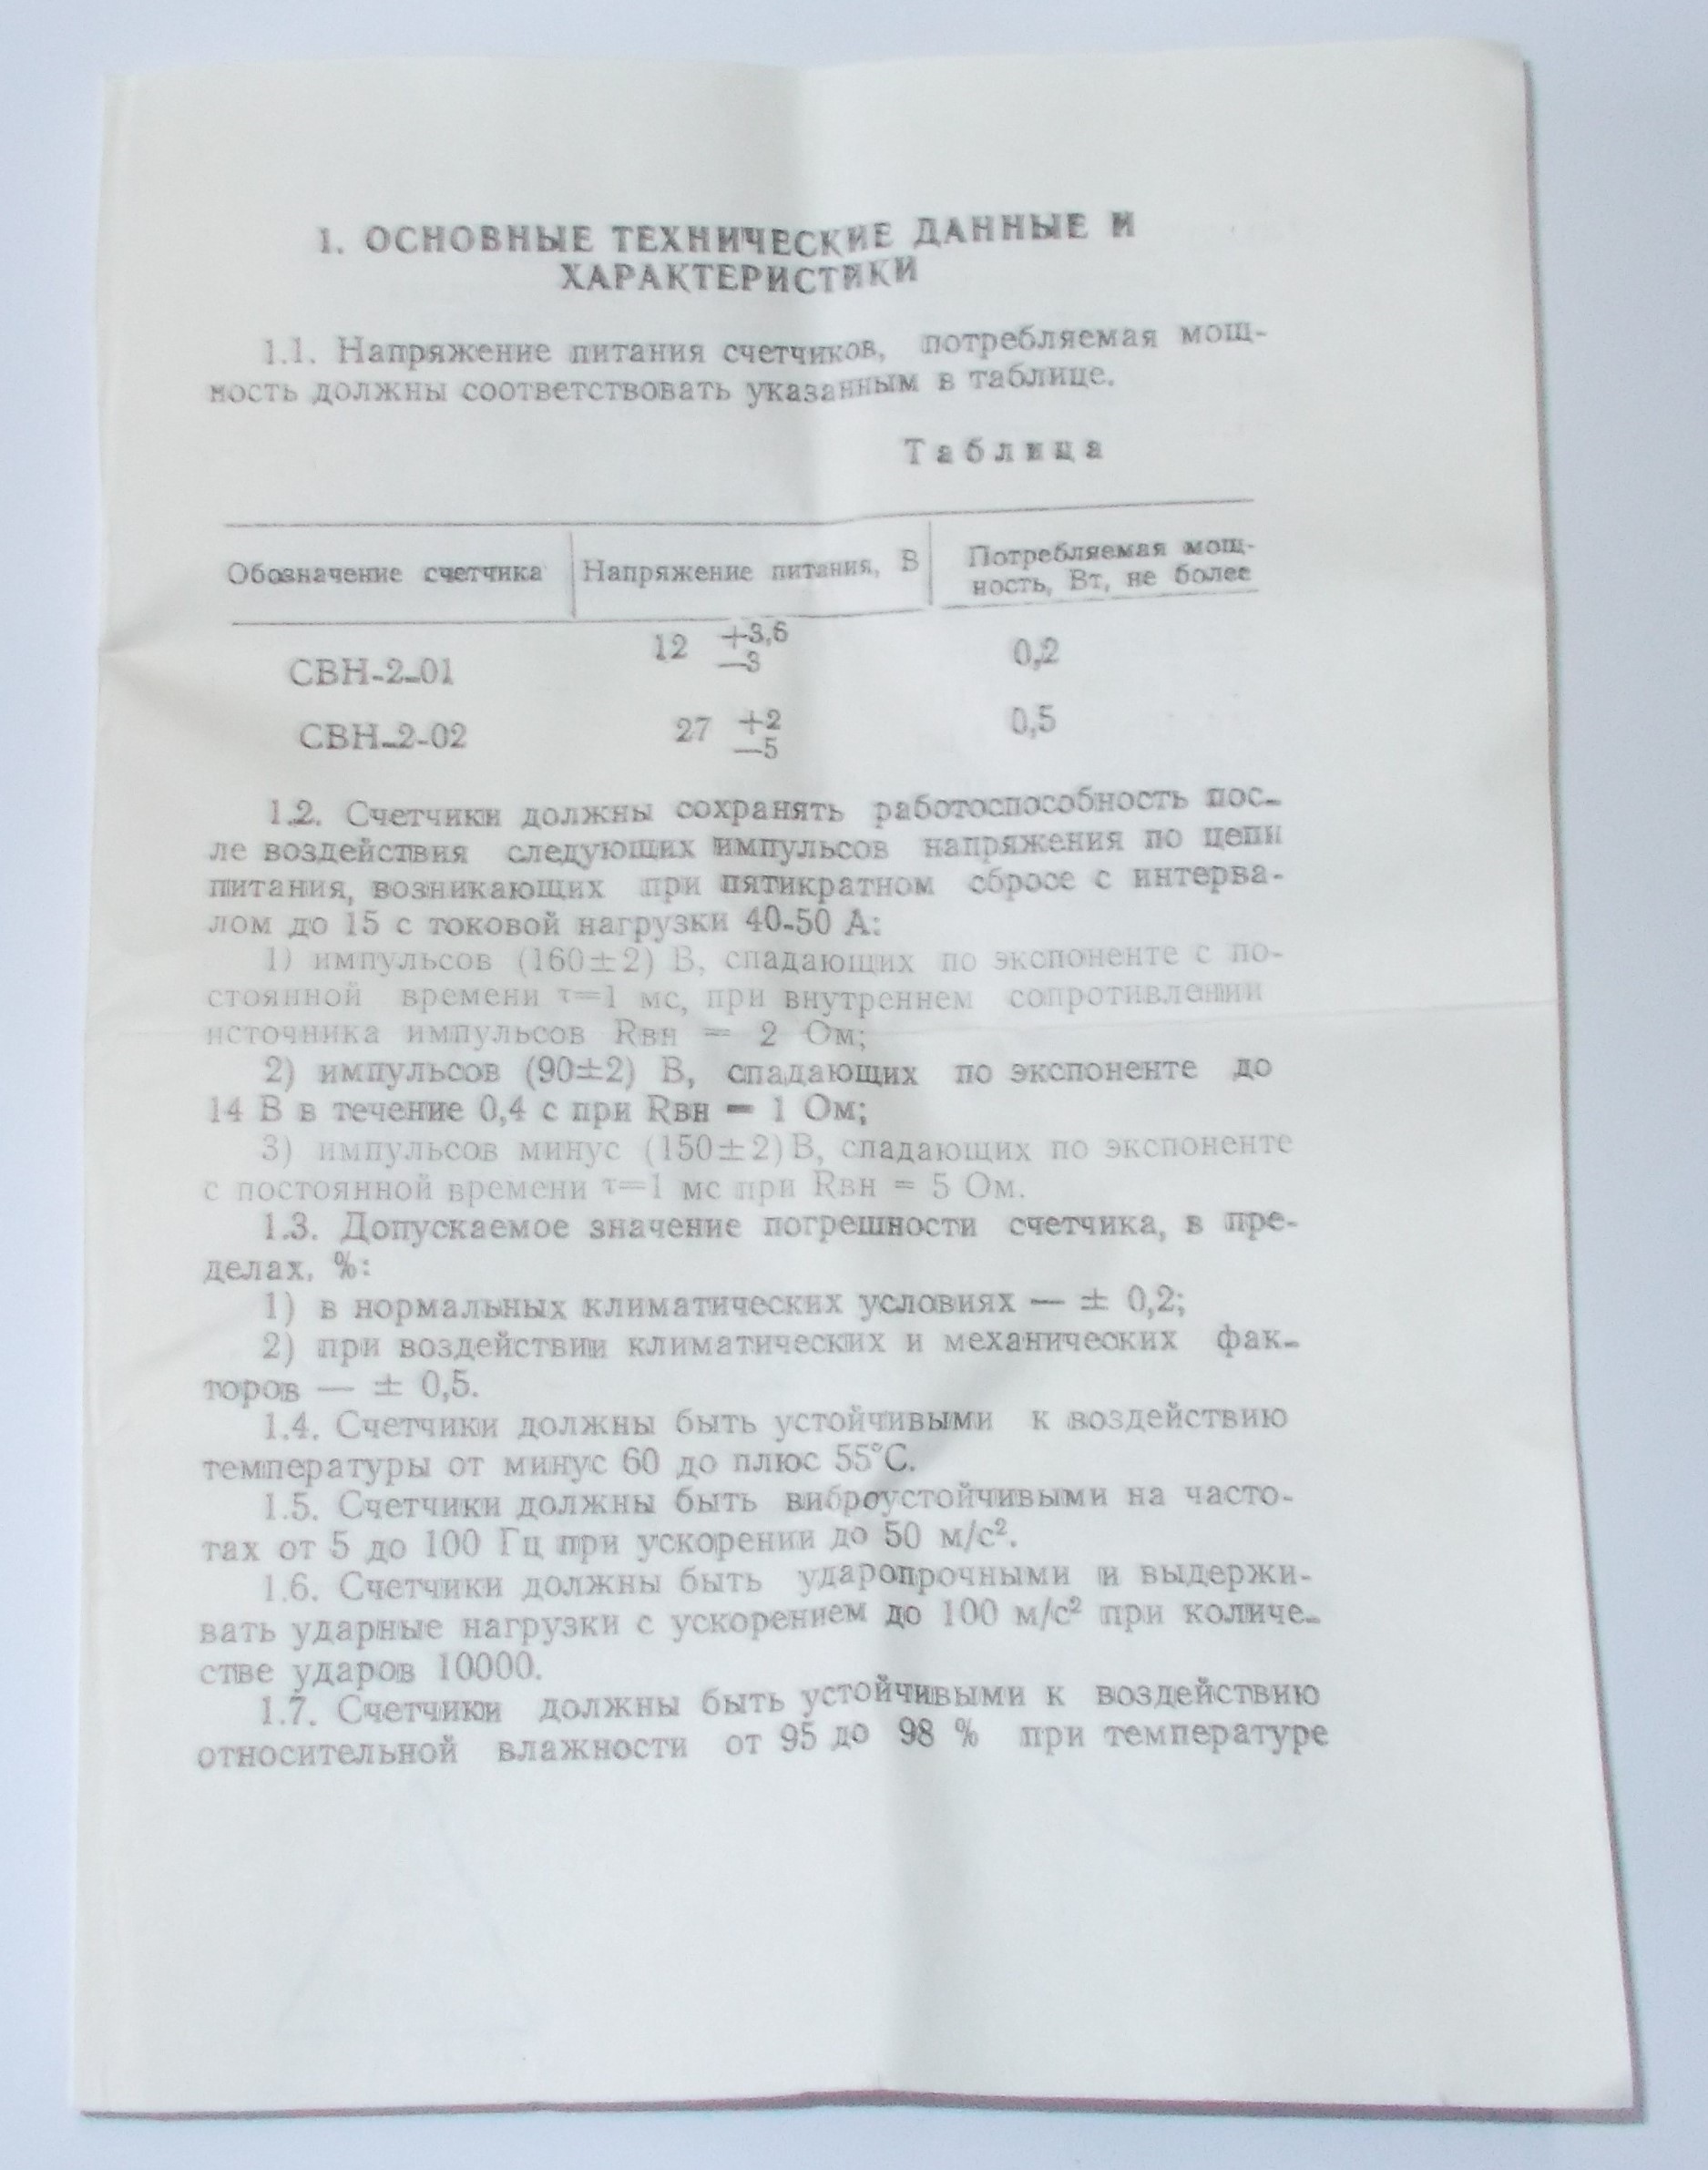 1. ОСНОВНЫЕ ТЕХНИЧЕСКИЕ ДАННЫЕ И
ХАРАКТЕРИСТИКИ
1.1. Напряжение питания счетчиков, потребляемая мощ-
ность должны соответствовать указанным в таблице.
Таблица
Обозначение счетчика Напряжение питания, В Потребляемая мощ-
ность, Вт, не более
СВН-2-01 12 +3,6 —3 0,2
СВН-2-02 27 +2 —5 0,5
1.2. Счетчики должны сохранять работоспособность пос-
ле воздействия следующих импульсов напряжения по цепи
питания, возникающих при пятикратном сбросе с интерва-
лом до 15 с токовой нагрузки 40-50 А:
1) импульсов (160±2) В, спадающих по экспоненте с по-
стоянной времени τ=1 мс, при внутреннем сопротивлении
источника импульсов Rвн = 2 Ом;
2) импульсов (90±2) В, спадающих по экспоненте до
14 В в течение 0,4 с при Rвн = 1 Ом;
3) импульсов минус (150±2) В, спадающих по экспоненте
с постоянной времени τ=1 мс при Rвн = 5 Ом.
1.3. Допускаемое значение погрешности счетчика, в пре-
делах, %:
1) в нормальных климатических условиях — ± 0,2;
2) при воздействии климатических и механических фак-
торов — ± 0,5.
1.4. Счетчики должны быть устойчивыми к воздействию
температуры от минус 60 до плюс 55°С.
1.5. Счетчики должны быть виброустойчивыми на часто-
тах от 5 до 100 Гц при ускорении до 50 м/с².
1.6. Счетчики должны быть ударопрочными и выдержи-
вать ударные нагрузки с ускорением до 100 м/с² при количе-
стве ударов 10000.
1.7. Счетчики должны быть устойчивыми к воздействию
относительной влажности от 95 до 98 % при температуре